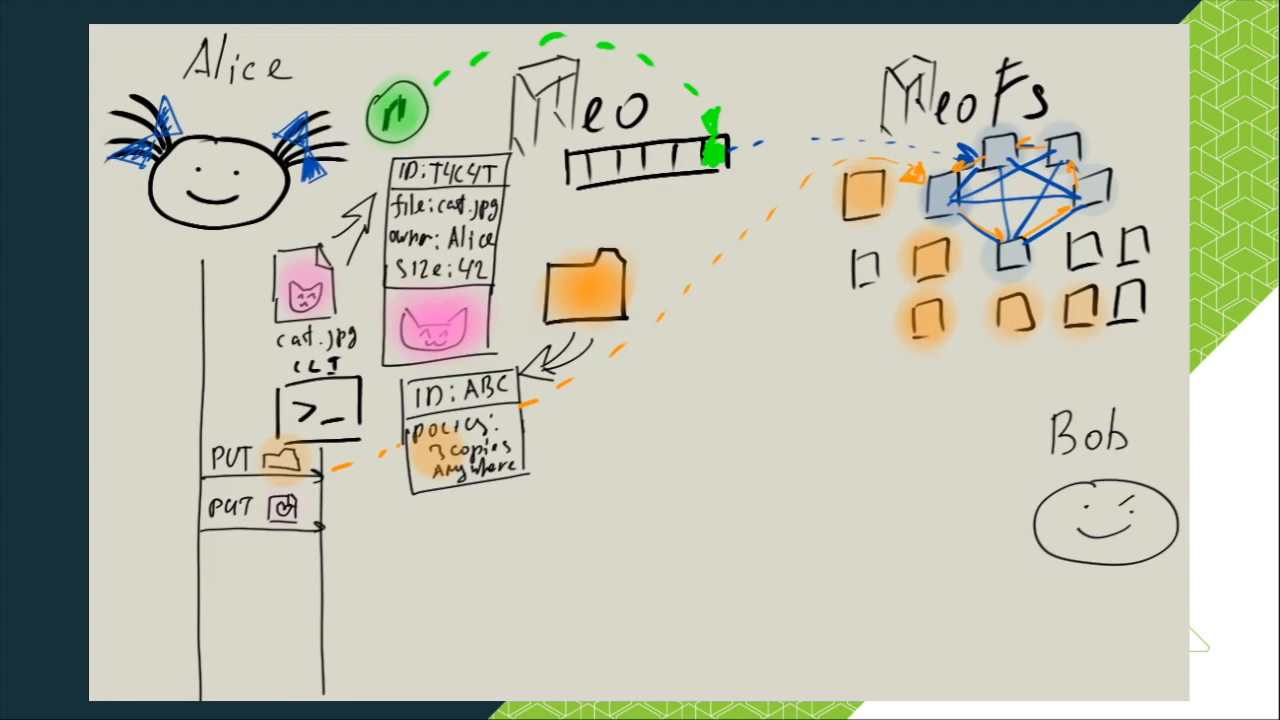 Alice
n
Neo
NeoFs
ID: T4C4T
file: cat.jpg
owner: Alice
size: 42
cat.jpg
CLI
>_
ID: ABC
policy:
3 copies
Anywhere
PUT
PUT
Bob